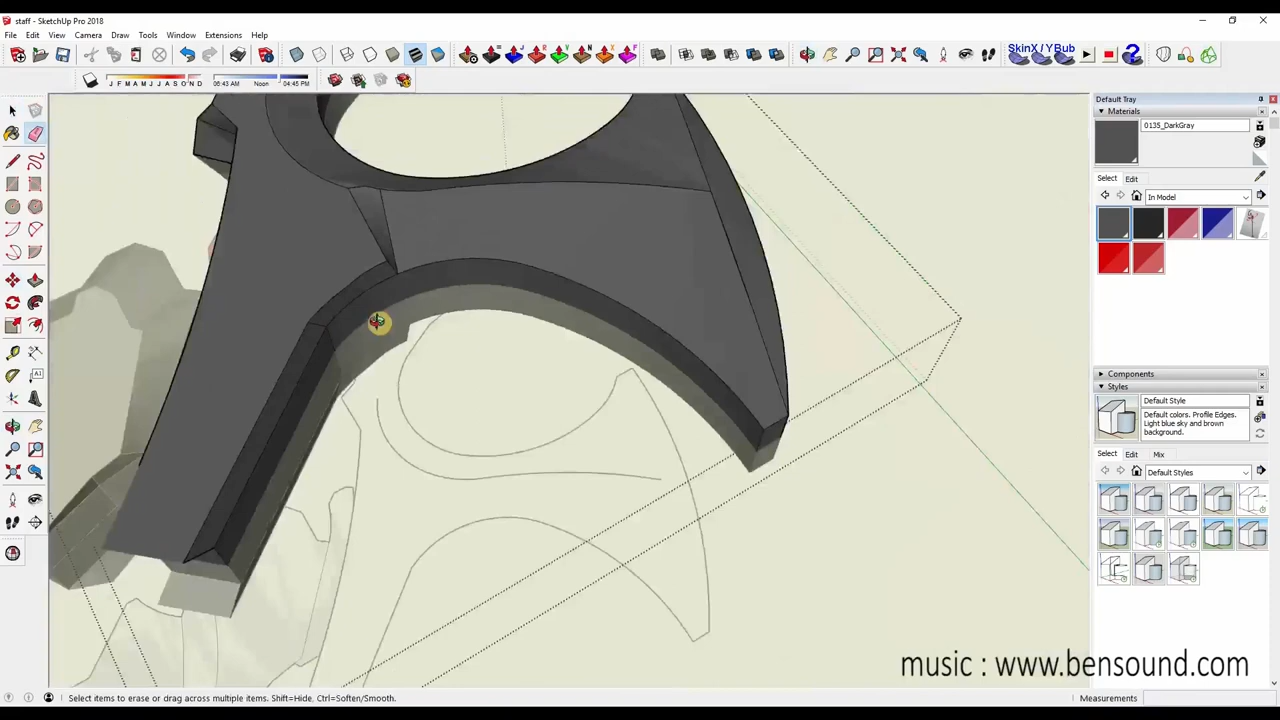 staff - SketchUp Pro 2018
File Edit View Camera Draw Tools Window Extensions Help
SkinX / YBub
J F M A M J J A S O N D 06:43 AM Noon 04:45 PM
Default Tray
Materials
0135_DarkGray
Select Edit
In Model
Components
Styles
Default Style
Default colors. Profile Edges.
Light blue sky and brown
background.
Select Edit Mix
Default Styles
music : www.bensound.com
Select items to erase or drag across multiple items. Shift=Hide, Ctrl=Soften/Smooth.
Measurements